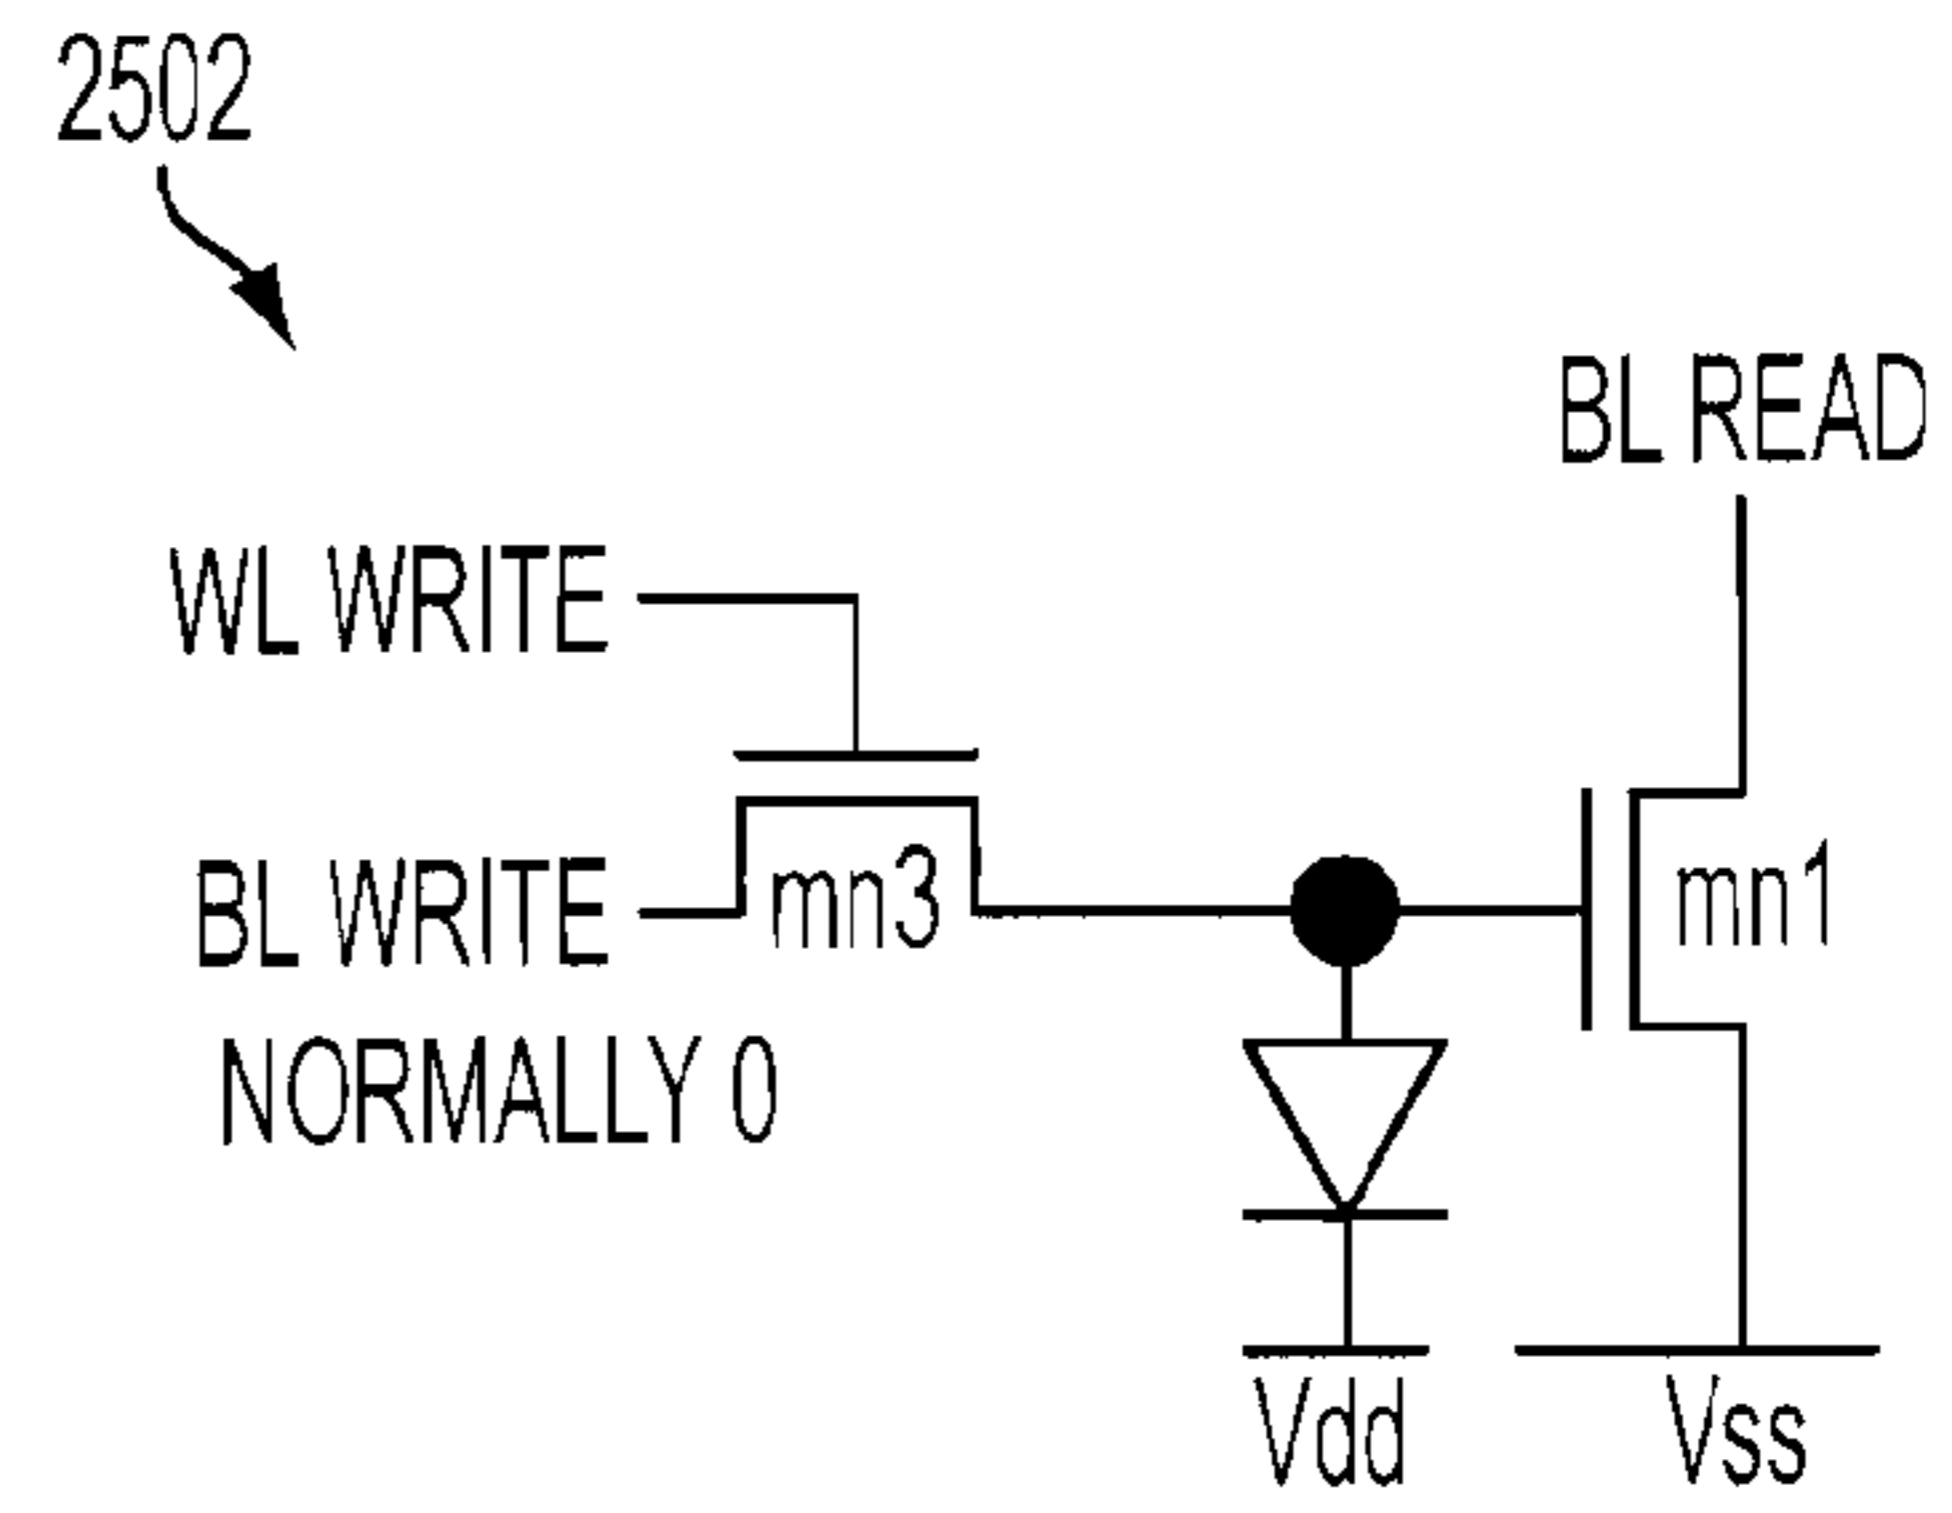 2502
BL READ
WL WRITE
BL WRITE
mn3
mn1
NORMALLY 0
Vdd
Vss